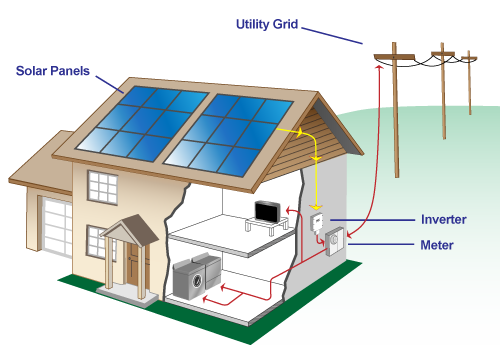 Utility Grid
Solar Panels
Inverter
Meter